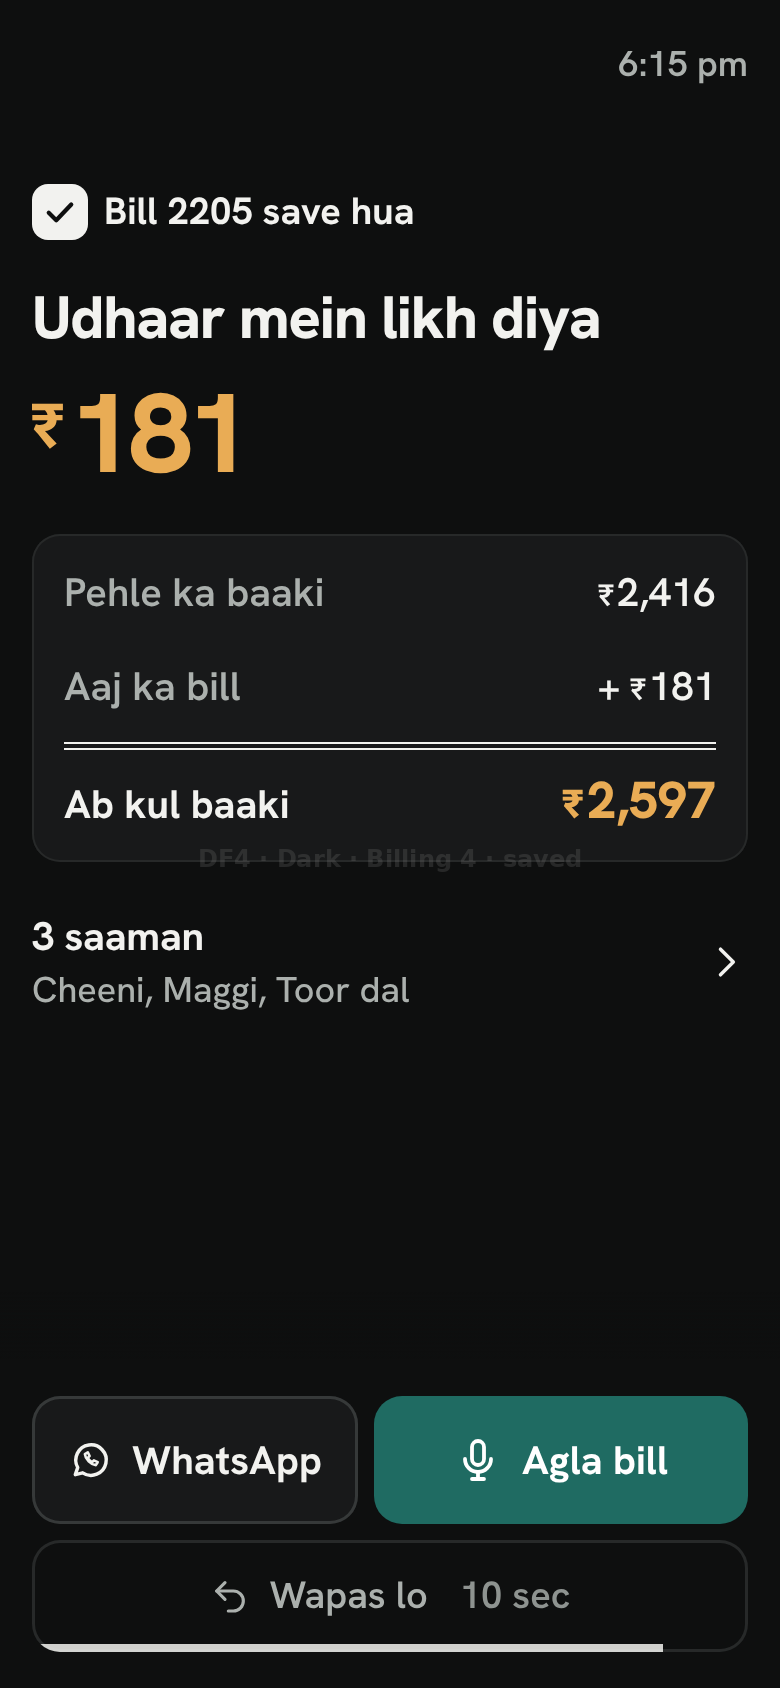 6:15 pm
Bill 2205 save hua
Udhaar mein likh diya
₹181
Pehle ka baaki ₹2,416
Aaj ka bill + ₹181
Ab kul baaki ₹2,597
DF4 · Dark · Billing 4 · saved
3 saaman
Cheeni, Maggi, Toor dal
WhatsApp Agla bill
Wapas lo 10 sec